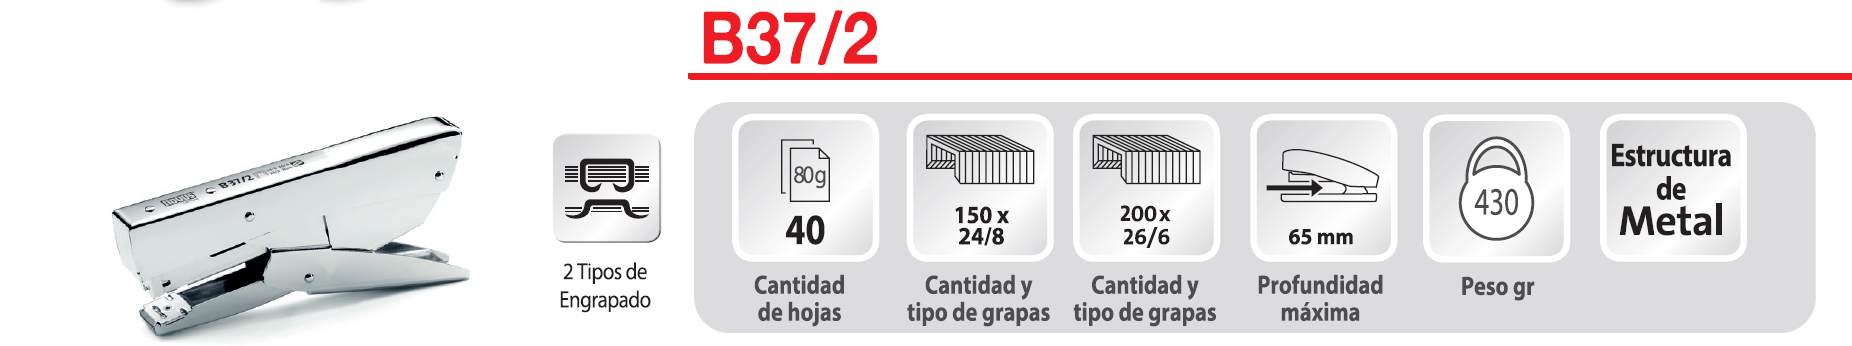 B37/2
B37/2
2 Tipos de
Engrapado
80g
40
Cantidad
de hojas
150 x
24/8
Cantidad y
tipo de grapas
200 x
26/6
Cantidad y
tipo de grapas
65 mm
Profundidad
máxima
430
Peso gr
Estructura
de
Metal